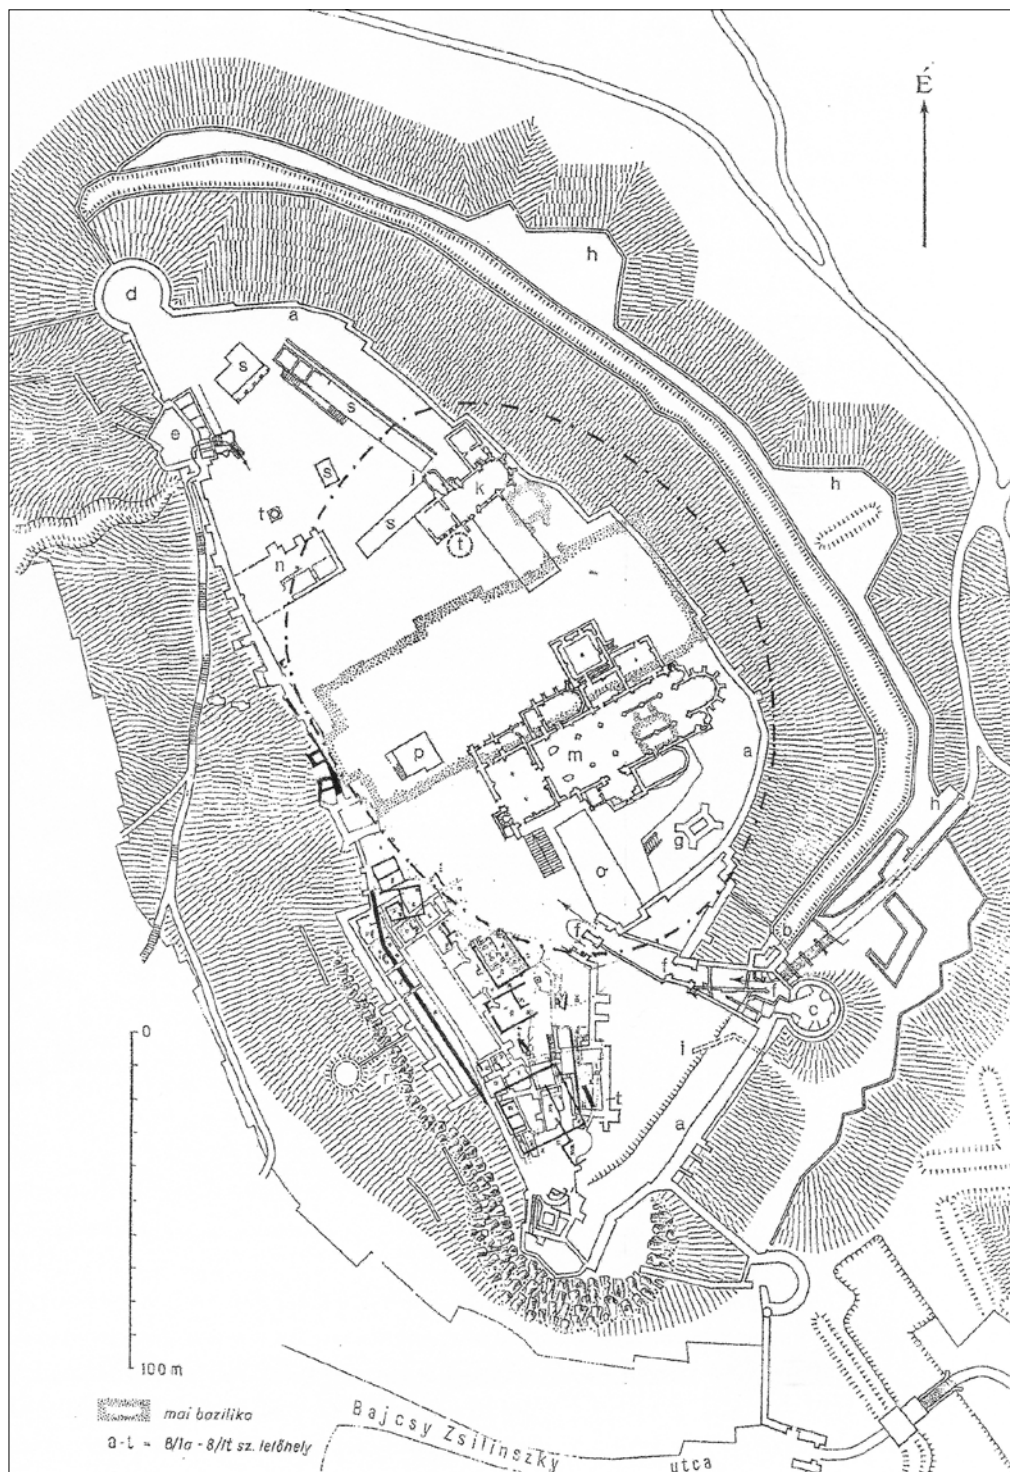 É
h
d
a
s
s
e
h
s
j
k
t
s
t
n
p
m
a
h
g
o
f
b
f
c
i
r
t
a
0
100 m
mai bazilika
a-t = 8/1a - 8/1t sz. lelőhely
Bajcsy Zsilinszky utca